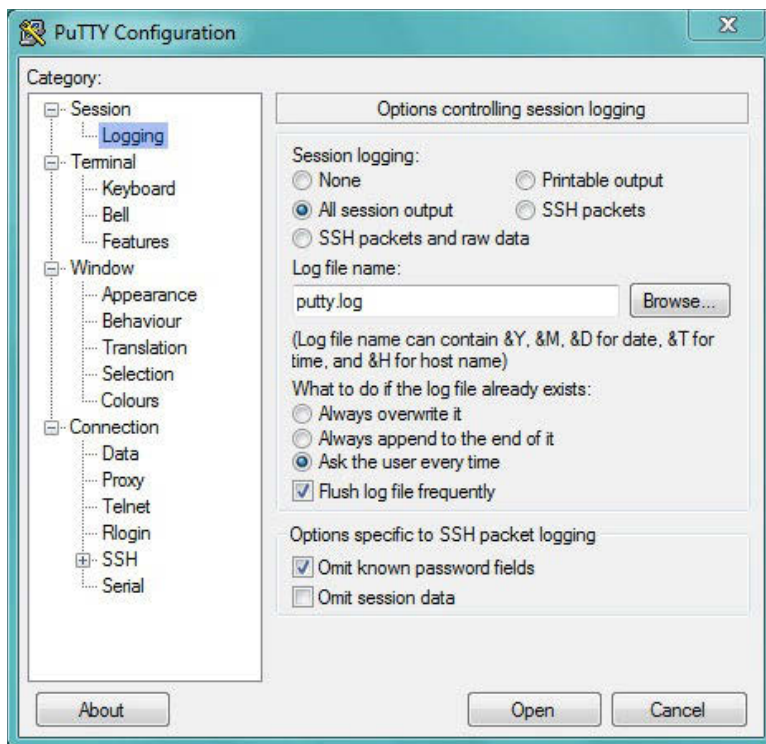 PuTTY Configuration
X
Category:
Session
Logging
Terminal
Keyboard
Bell
Features
Window
Appearance
Behaviour
Translation
Selection
Colours
Connection
Data
Proxy
Telnet
Rlogin
SSH
Serial
Options controlling session logging
Session logging:
None Printable output
All session output SSH packets
SSH packets and raw data
Log file name:
putty.log Browse...
(Log file name can contain &Y, &M, &D for date, &T for
time, and &H for host name)
What to do if the log file already exists:
Always overwrite it
Always append to the end of it
Ask the user every time
Flush log file frequently
Options specific to SSH packet logging
Omit known password fields
Omit session data
About Open Cancel